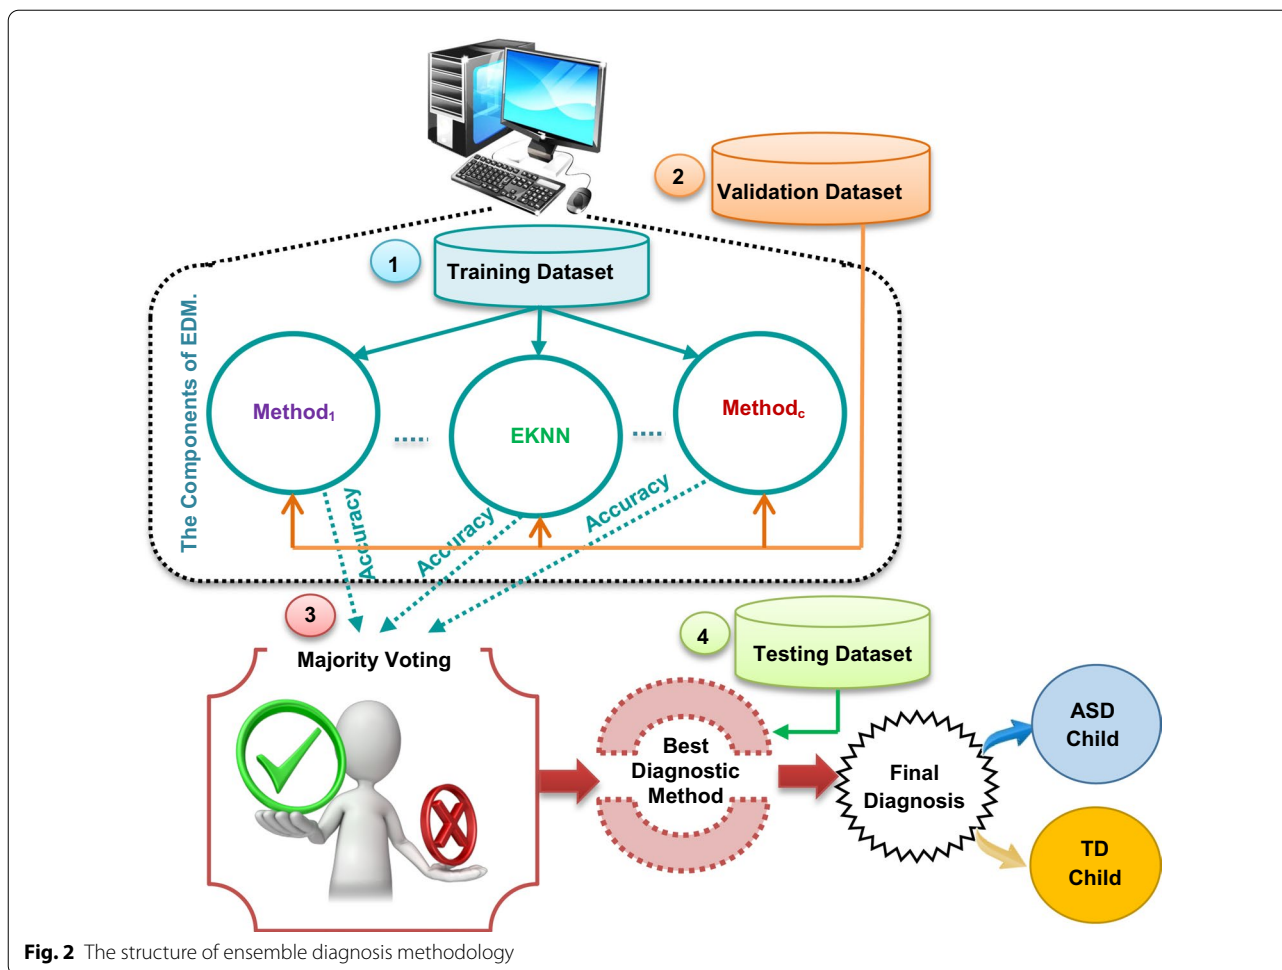 2
Validation Dataset
1
Training Dataset
The Components of EDM.
Method₁
EKNN
Method꜀
Accuracy
Accuracy
Accuracy
3
Majority Voting
4
Testing Dataset
Best
Diagnostic
Method
Final
Diagnosis
ASD
Child
TD
Child
Fig. 2 The structure of ensemble diagnosis methodology